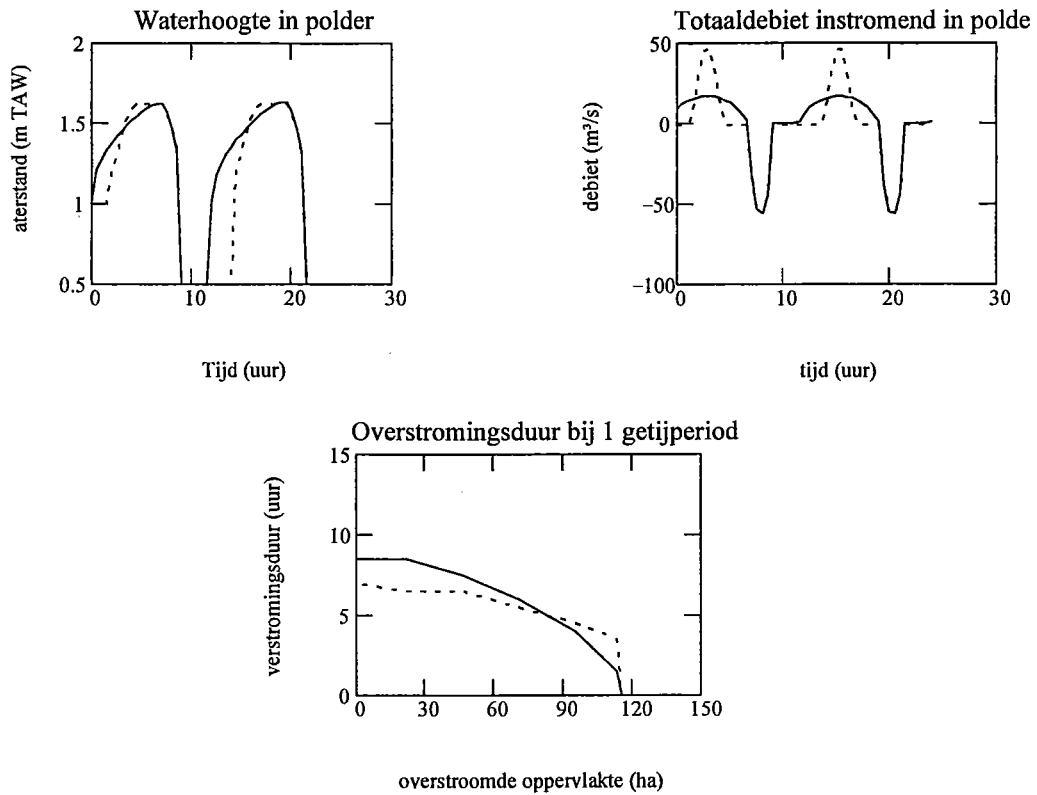 Waterhoogte in polder
2
1.5
1
0.5
0
10
20
30
aterstand (m TAW)
Tijd (uur)
Totaaldebiet instromend in polde
50
0
−50
−100
0
10
20
30
debiet (m³/s)
tijd (uur)
Overstromingsduur bij 1 getijperiod
15
10
5
0
0
30
60
90
120
150
verstromingsduur (uur)
overstroomde oppervlakte (ha)